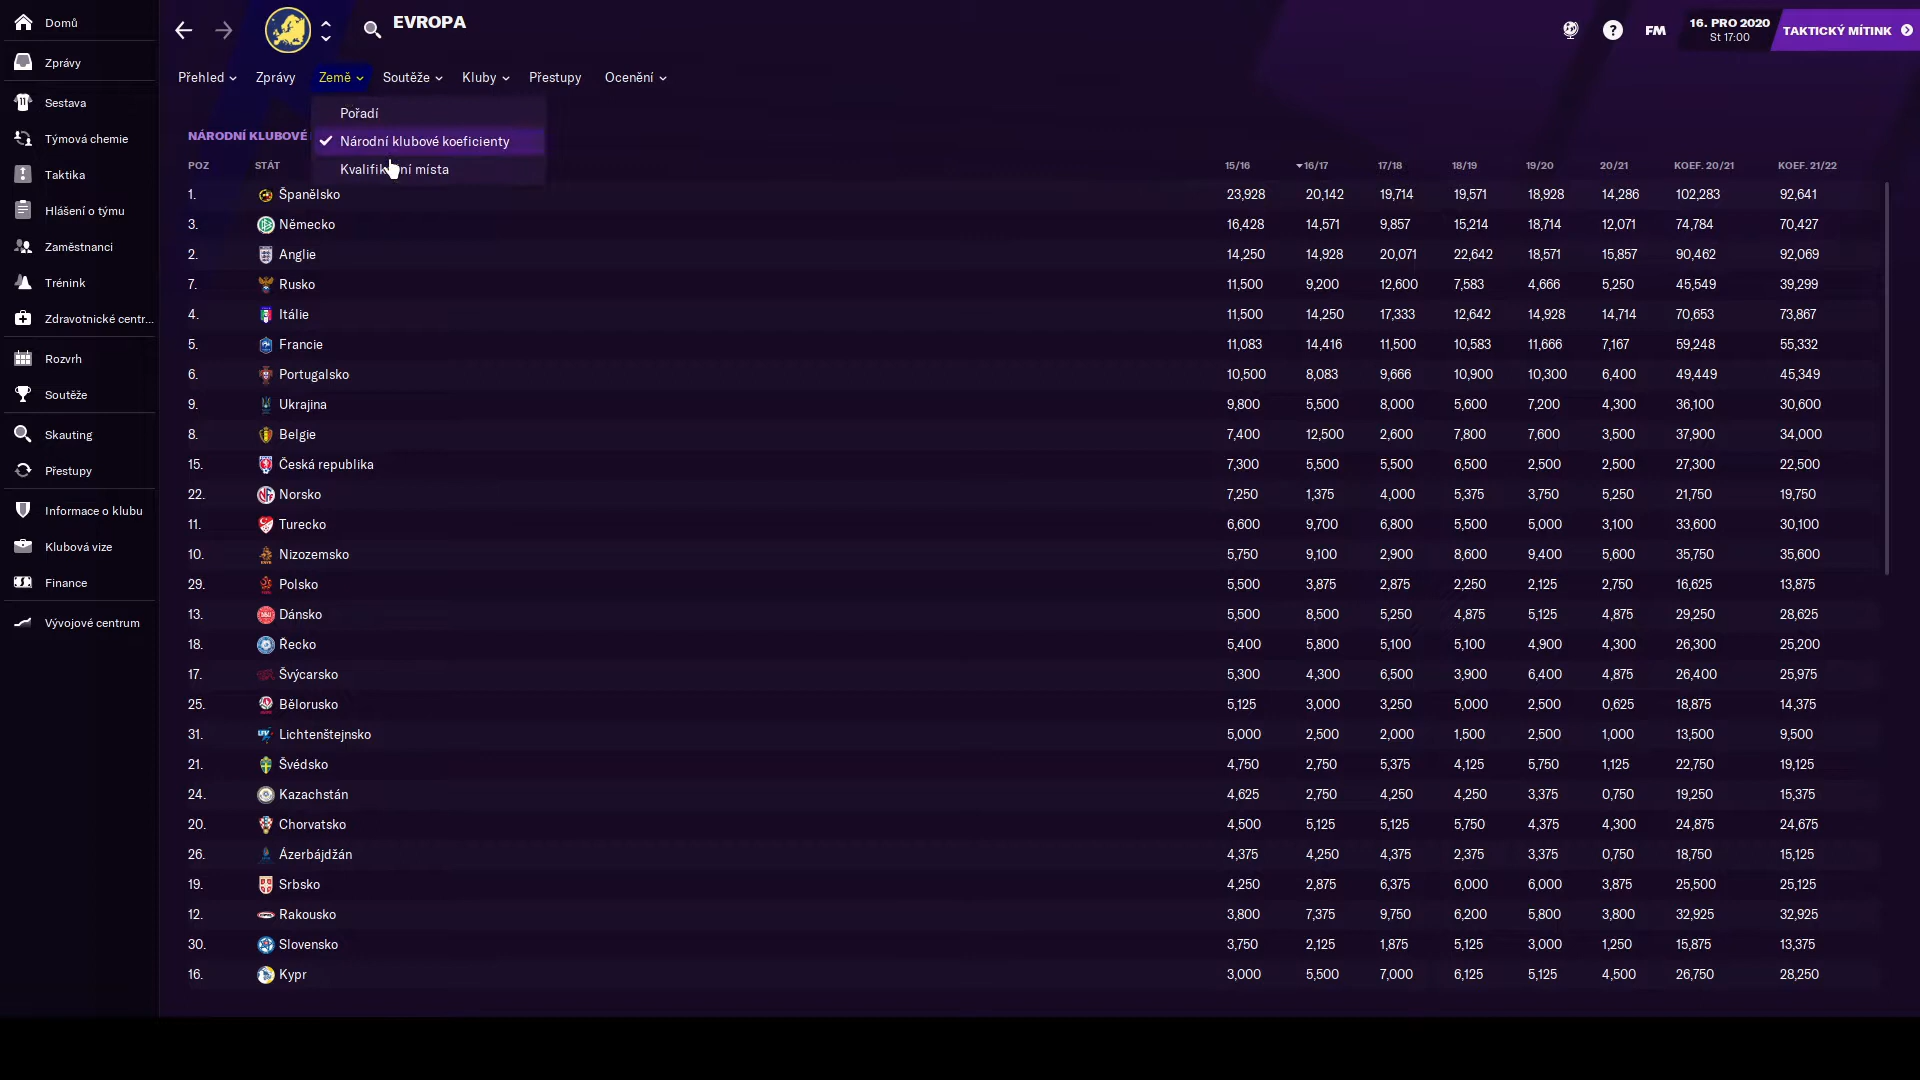 EVROPA
FM
16. PRO 2020
St 17:00
TAKTICKÝ MÍTINK
Domů
Zprávy
Sestava
Týmová chemie
Taktika
Hlášení o týmu
Zaměstnanci
Trénink
Zdravotnické centr...
Rozvrh
Soutěže
Skauting
Přestupy
Informace o klubu
Klubová vize
Finance
Vývojové centrum
Přehled Zprávy Země Soutěže Kluby Přestupy Ocenění
Pořadí
Národní klubové koeficienty
místa
NÁRODNÍ KLUBOVÉ
POZ STÁT 15/16 16/17 17/18 18/19 19/20 20/21 KOEF. 20/21 KOEF. 21/22
1. Španělsko 23,928 20,142 19,714 19,571 18,928 14,286 102,283 92,641
3. Německo 16,428 14,571 9,857 15,214 18,714 12,071 74,784 70,427
2. Anglie 14,250 14,928 20,071 22,642 18,571 15,857 90,462 92,069
7. Rusko 11,500 9,200 12,600 7,583 4,666 5,250 45,549 39,299
4. Itálie 11,500 14,250 17,333 12,642 14,928 14,714 70,653 73,867
5. Francie 11,083 14,416 11,500 10,583 11,666 7,167 59,248 55,332
6. Portugalsko 10,500 8,083 9,666 10,900 10,300 6,400 49,449 45,349
9. Ukrajina 9,800 5,500 8,000 5,600 7,200 4,300 36,100 30,600
8. Belgie 7,400 12,500 2,600 7,800 7,600 3,500 37,900 34,000
15. Česká republika 7,300 5,500 5,500 6,500 2,500 2,500 27,300 22,500
22. Norsko 7,250 1,375 4,000 5,375 3,750 5,250 21,750 19,750
11. Turecko 6,600 9,700 6,800 5,500 5,000 3,100 33,600 30,100
10. Nizozemsko 5,750 9,100 2,900 8,600 9,400 5,600 35,750 35,600
29. Polsko 5,500 3,875 2,875 2,250 2,125 2,750 16,625 13,875
13. Dánsko 5,500 8,500 5,250 4,875 5,125 4,875 29,250 28,625
18. Řecko 5,400 5,800 5,100 5,100 4,900 4,300 26,300 25,200
17. Švýcarsko 5,300 4,300 6,500 3,900 6,400 4,875 26,400 25,975
25. Bělorusko 5,125 3,000 3,250 5,000 2,500 0,625 18,875 14,375
31. Lichtenštejnsko 5,000 2,500 2,000 1,500 2,500 1,000 13,500 9,500
21. Švédsko 4,750 2,750 5,375 4,125 5,750 1,125 22,750 19,125
24. Kazachstán 4,625 2,750 4,250 4,250 3,375 0,750 19,250 15,375
20. Chorvatsko 4,500 5,125 5,125 5,750 4,375 4,300 24,875 24,675
26. Ázerbájdžán 4,375 4,250 4,375 2,375 3,375 0,750 18,750 15,125
19. Srbsko 4,250 2,875 6,375 6,000 6,000 3,875 25,500 25,125
12. Rakousko 3,800 7,375 9,750 6,200 5,800 3,800 32,925 32,925
30. Slovensko 3,750 2,125 1,875 5,125 3,000 1,250 15,875 13,375
16. Kypr 3,000 5,500 7,000 6,125 5,125 4,500 26,750 28,250